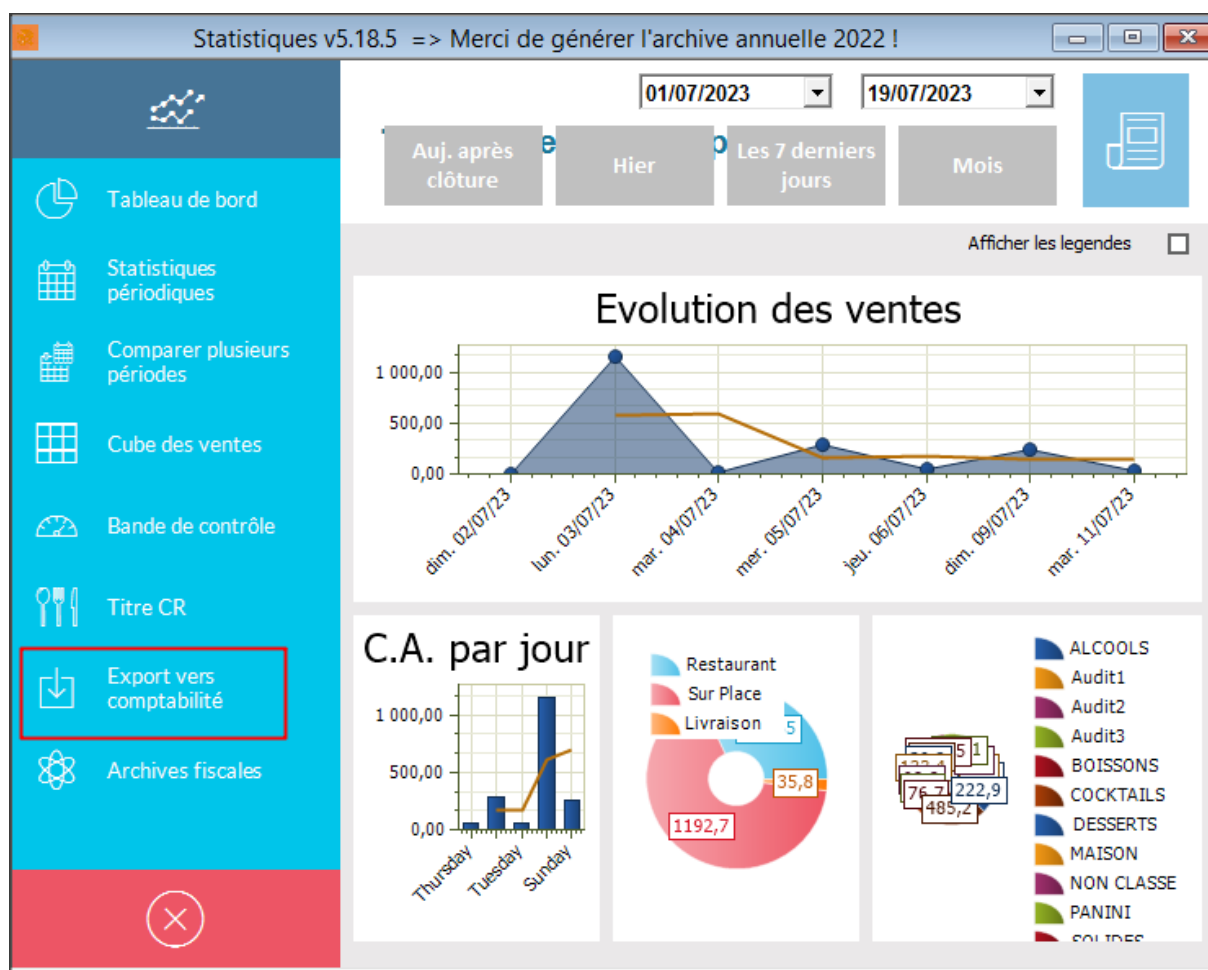 Statistiques v5.18.5 => Merci de générer l'archive annuelle 2022 !
01/07/2023
19/07/2023
Auj. après
clôture
Hier
Les 7 derniers
jours
Mois
Tableau de bord
Statistiques
périodiques
Comparer plusieurs
périodes
Cube des ventes
Bande de contrôle
Titre CR
Export vers
comptabilité
Archives fiscales
Afficher les legendes
Evolution des ventes
1 000,00
500,00
0,00
dim. 02/07/23
lun. 03/07/23
mar. 04/07/23
mer. 05/07/23
jeu. 06/07/23
dim. 09/07/23
mar. 11/07/23
C.A. par jour
1 000,00
500,00
0,00
Thursday
Tuesday
Sunday
Restaurant
Sur Place
Livraison
35,8
1192,7
222,9
485,2
ALCOOLS
Audit1
Audit2
Audit3
BOISSONS
COCKTAILS
DESSERTS
MAISON
NON CLASSE
PANINI
SOLIDES